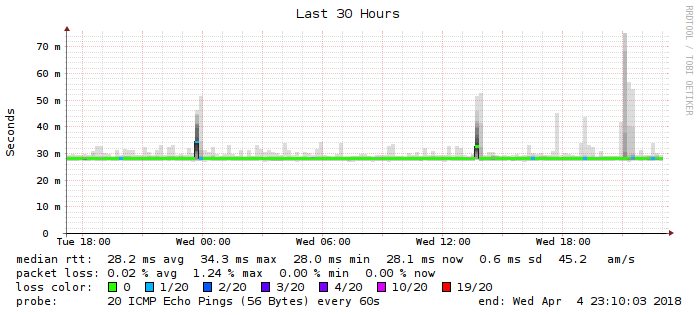 Last 30 Hours
RRDTOOL / TOBI OETIKER
Seconds
70 m
60 m
50 m
40 m
30 m
20 m
10 m
0
Tue 18:00 Wed 00:00 Wed 06:00 Wed 12:00 Wed 18:00
median rtt: 28.2 ms avg 34.3 ms max 28.0 ms min 28.1 ms now 0.6 ms sd 45.2 am/s
packet loss: 0.02 % avg 1.24 % max 0.00 % min 0.00 % now
loss color: 0 1/20 2/20 3/20 4/20 10/20 19/20
probe: 20 ICMP Echo Pings (56 Bytes) every 60s end: Wed Apr 4 23:10:03 2018